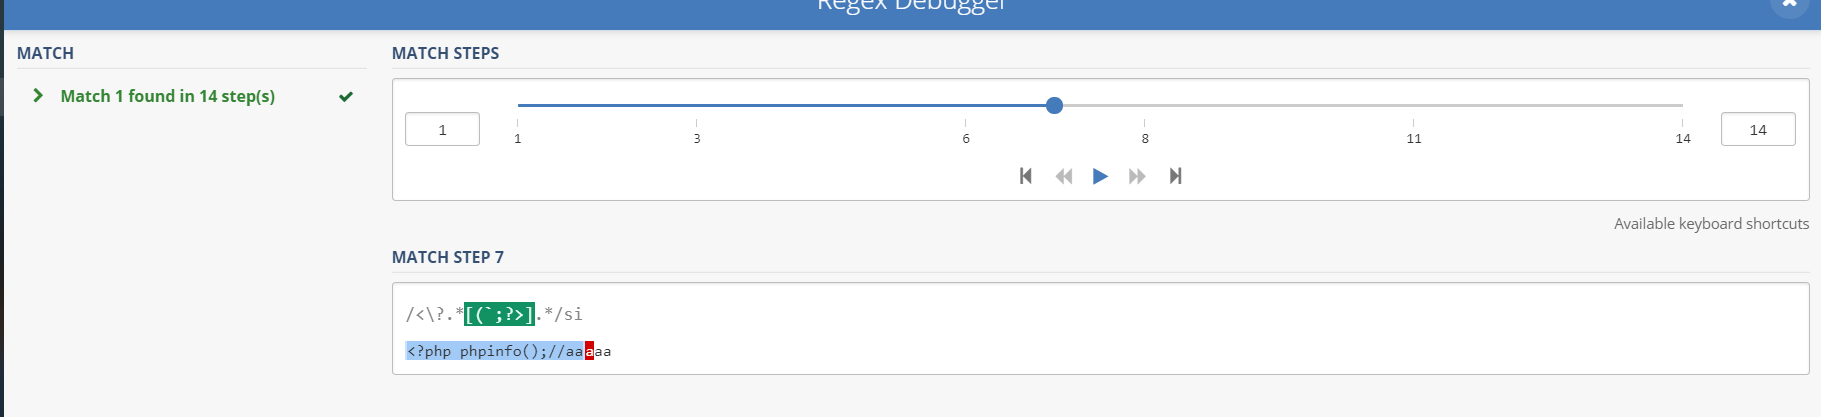 Regex Debugger
MATCH
MATCH STEPS
Match 1 found in 14 step(s)
1
14
1
3
6
8
11
14
Available keyboard shortcuts
MATCH STEP 7
/<\?.*[(`;?>].*/si
<?php phpinfo();//aaaaa